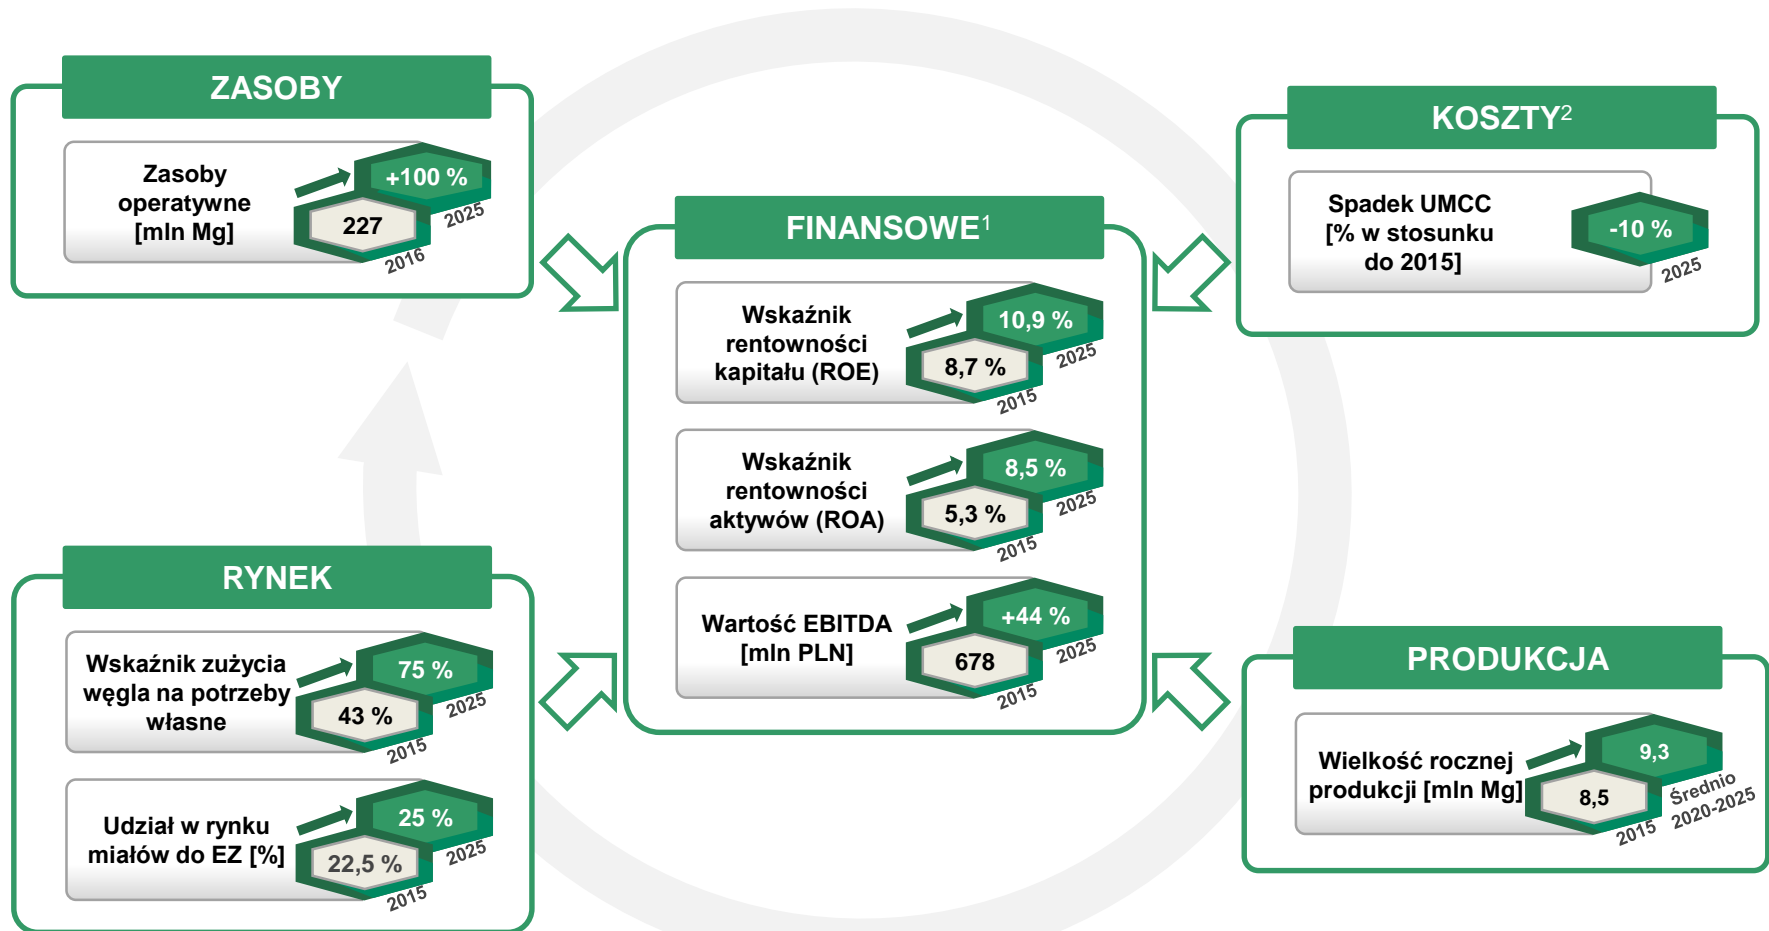 ZASOBY
Zasoby
operatywne
[mln Mg]
+100 %
2025
227
2016
KOSZTY2
Spadek UMCC
[% w stosunku
do 2015]
-10 %
2025
FINANSOWE1
Wskaźnik
rentowności
kapitału (ROE)
10,9 %
2025
8,7 %
2015
Wskaźnik
rentowności
aktywów (ROA)
8,5 %
2025
5,3 %
2015
Wartość EBITDA
[mln PLN]
+44 %
2025
678
2015
RYNEK
Wskaźnik zużycia
węgla na potrzeby
własne
75 %
2025
43 %
2015
Udział w rynku
miałów do EZ [%]
25 %
2025
22,5 %
2015
PRODUKCJA
Wielkość rocznej
produkcji [mln Mg]
9,3
Średnio
2020-2025
8,5
2015